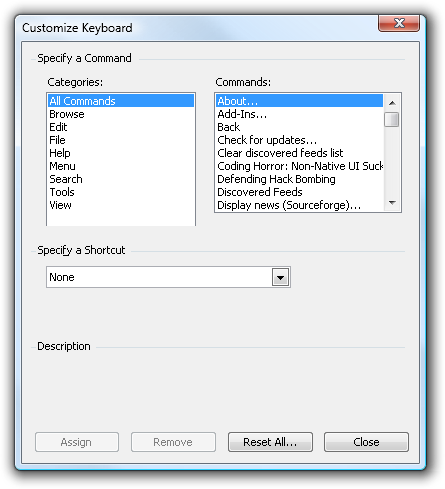 Customize Keyboard
Specify a Command
Categories:
All Commands
Browse
Edit
File
Help
Menu
Search
Tools
View
Commands:
About...
Add-Ins...
Back
Check for updates...
Clear discovered feeds list
Coding Horror: Non-Native UI Suck
Defending Hack Bombing
Discovered Feeds
Display news (Sourceforge)...
Specify a Shortcut
None
Description
Assign
Remove
Reset All...
Close